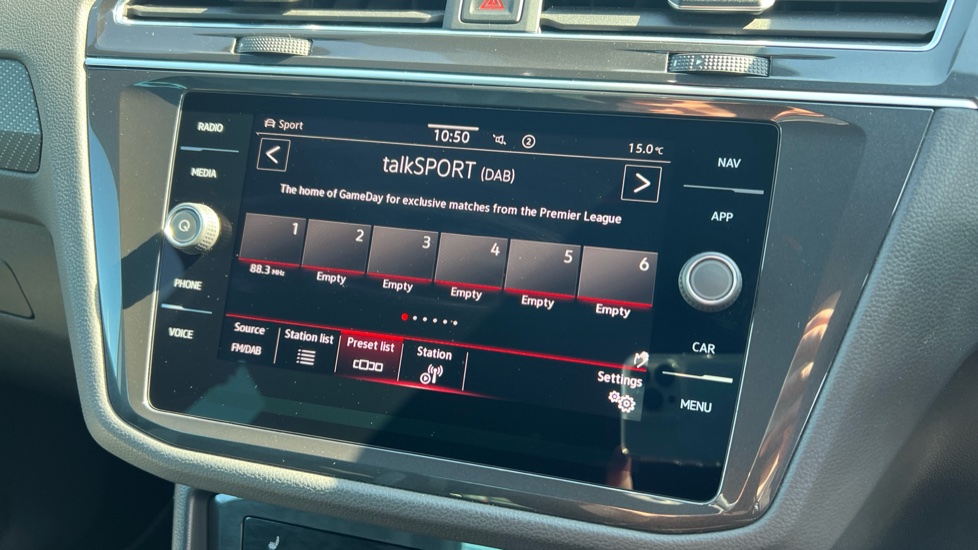 RADIO
MEDIA
PHONE
VOICE
Sport
10:50
2
15.0°C
talkSPORT (DAB)
The home of GameDay for exclusive matches from the Premier League
1 2 3 4 5 6
88.3 MHz Empty Empty Empty Empty Empty
Source Station list Preset list Station
FM/DAB
Settings
NAV
APP
CAR
MENU